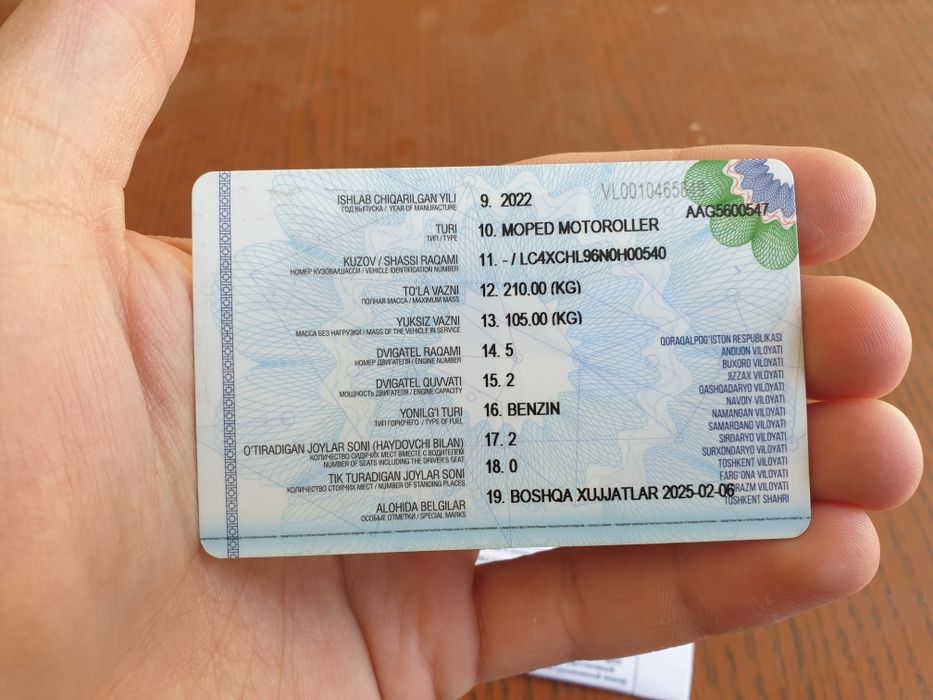 VL0010465849
AAG5600547
ISHLAB CHIQARILGAN YILI 9. 2022
ГОД ВЫПУСКА / YEAR OF MANUFACTURE
TURI 10. MOPED MOTOROLLER
ТИП / TYPE
KUZOV / SHASSI RAQAMI 11. - / LC4XCHL96N0H00540
НОМЕР КУЗОВА/ШАССИ / VEHICLE IDENTIFICATION NUMBER
TO'LA VAZNI 12. 210.00 (KG)
ПОЛНАЯ МАССА / MAXIMUM MASS
YUKSIZ VAZNI 13. 105.00 (KG)
МАССА БЕЗ НАГРУЗКИ / MASS OF THE VEHICLE IN SERVICE
DVIGATEL RAQAMI 14. 5
НОМЕР ДВИГАТЕЛЯ / ENGINE NUMBER
DVIGATEL QUVVATI 15. 2
МОЩНОСТЬ ДВИГАТЕЛЯ / ENGINE CAPACITY
YONILG'I TURI 16. BENZIN
ТИП ГОРЮЧЕГО / TYPE OF FUEL
O'TIRADIGAN JOYLAR SONI (HAYDOVCHI BILAN) 17. 2
КОЛИЧЕСТВО СИДЯЧИХ МЕСТ ВМЕСТЕ С ВОДИТЕЛЕМ
NUMBER OF SEATS INCLUDING THE DRIVER'S SEAT
TIK TURADIGAN JOYLAR SONI 18. 0
КОЛИЧЕСТВО СТОЯЧИХ МЕСТ / NUMBER OF STANDING PLACES
ALOHIDA BELGILAR 19. BOSHQA XUJJATLAR 2025-02-06
ОСОБЫЕ ОТМЕТКИ / SPECIAL MARKS
QORAQALPOG'ISTON RESPUBLIKASI
ANDIJON VILOYATI
BUXORO VILOYATI
JIZZAX VILOYATI
QASHQADARYO VILOYATI
NAVOIY VILOYATI
NAMANGAN VILOYATI
SAMARQAND VILOYATI
SIRDARYO VILOYATI
SURXONDARYO VILOYATI
TOSHKENT VILOYATI
FARG'ONA VILOYATI
RAZM VILOYATI
TOSHKENT SHAHRI